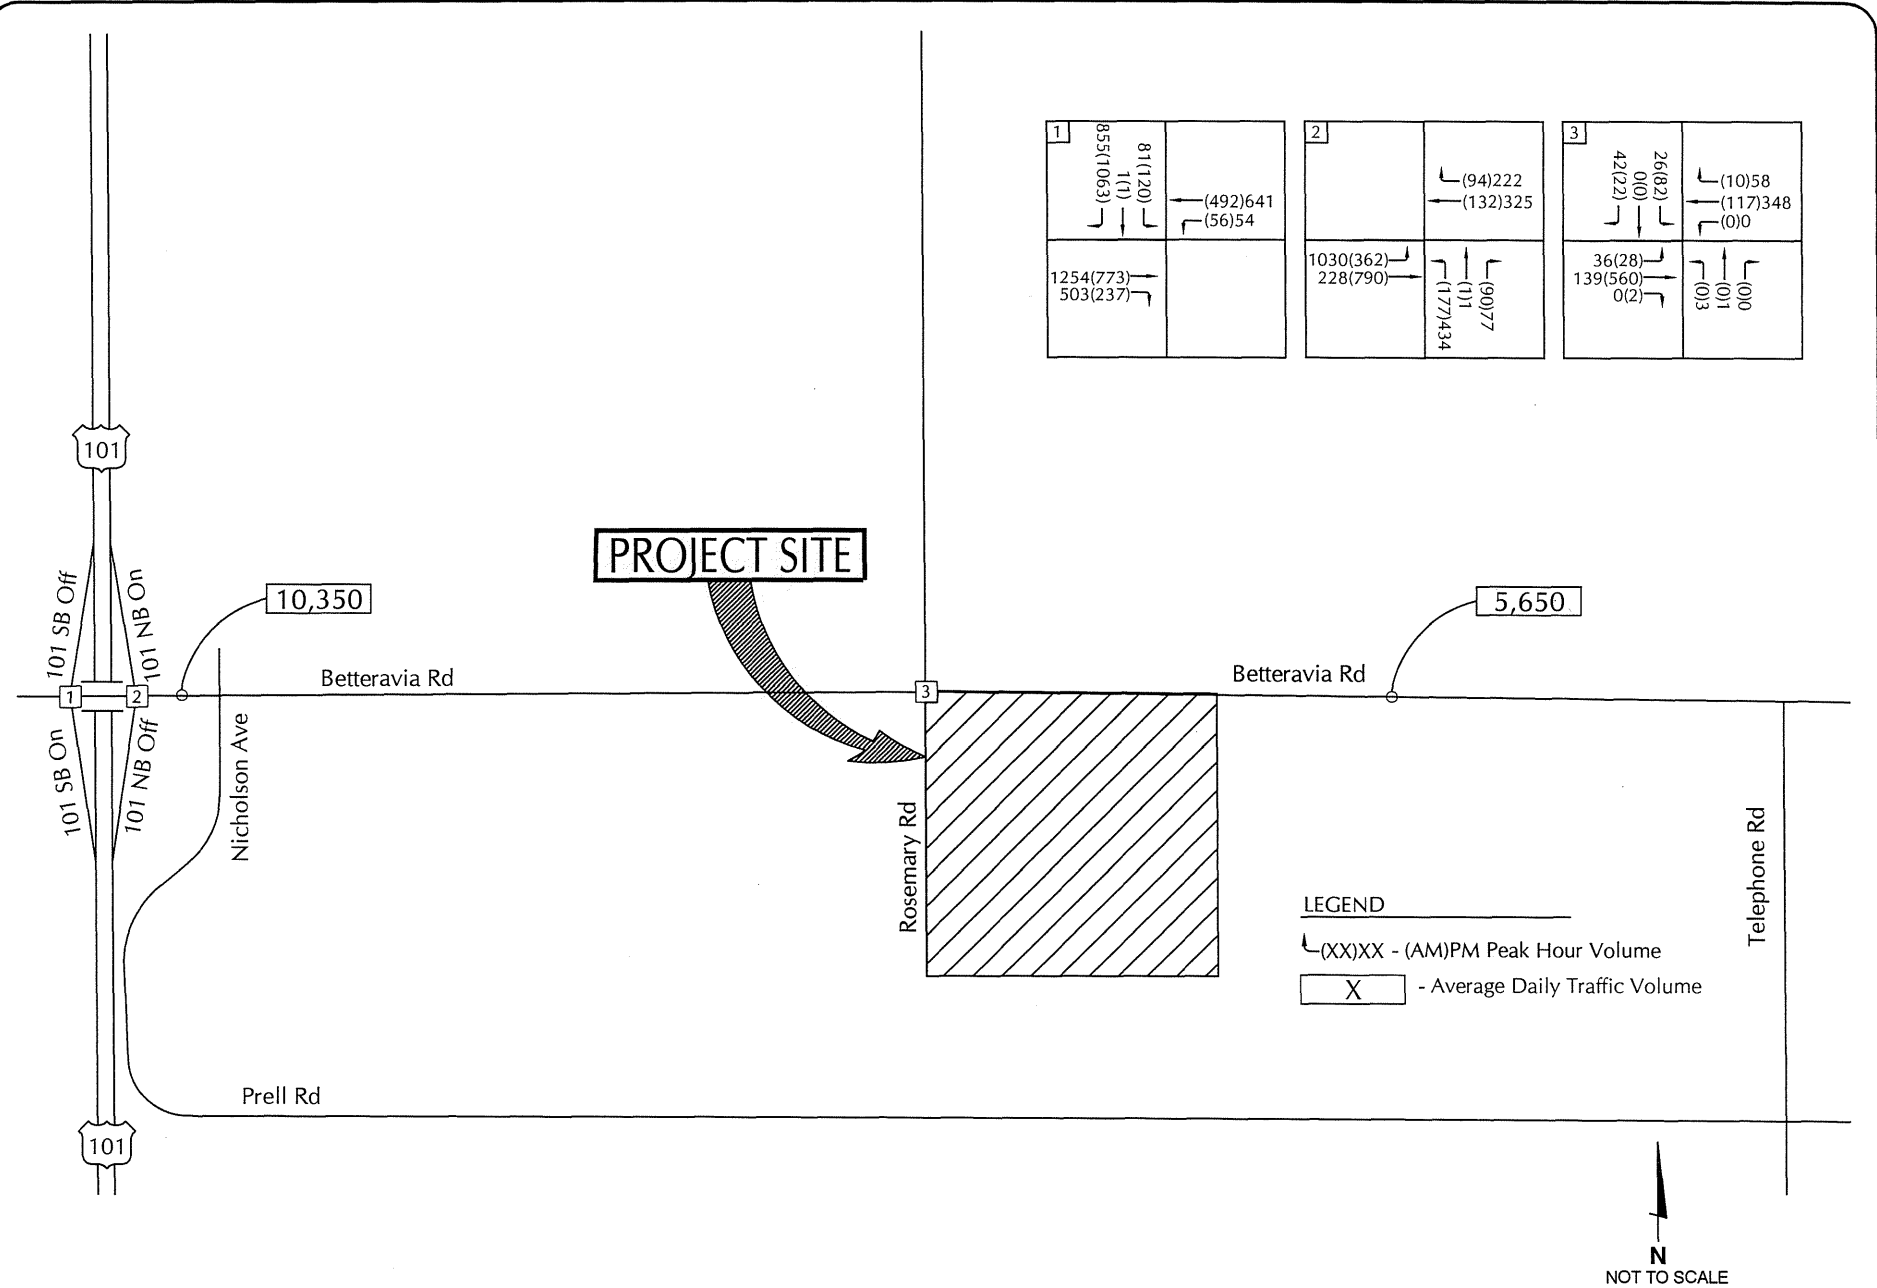 1
855(1063)
1(1)
81(120)
(492)641
(56)54
1254(773)
503(237)
2
(94)222
(132)325
1030(362)
228(790)
(177)434
(1)1
(90)77
3
42(22)
0(0)
26(82)
(10)58
(117)348
(0)0
36(28)
139(560)
0(2)
(0)3
(0)1
(0)0
101
PROJECT SITE
101 SB Off
101 NB On
10,350
5,650
Betteravia Rd
Betteravia Rd
1
2
3
101 SB On
101 NB Off
Nicholson Ave
Rosemary Rd
Telephone Rd
LEGEND
(XX)XX - (AM)PM Peak Hour Volume
X - Average Daily Traffic Volume
Prell Rd
101
N
NOT TO SCALE